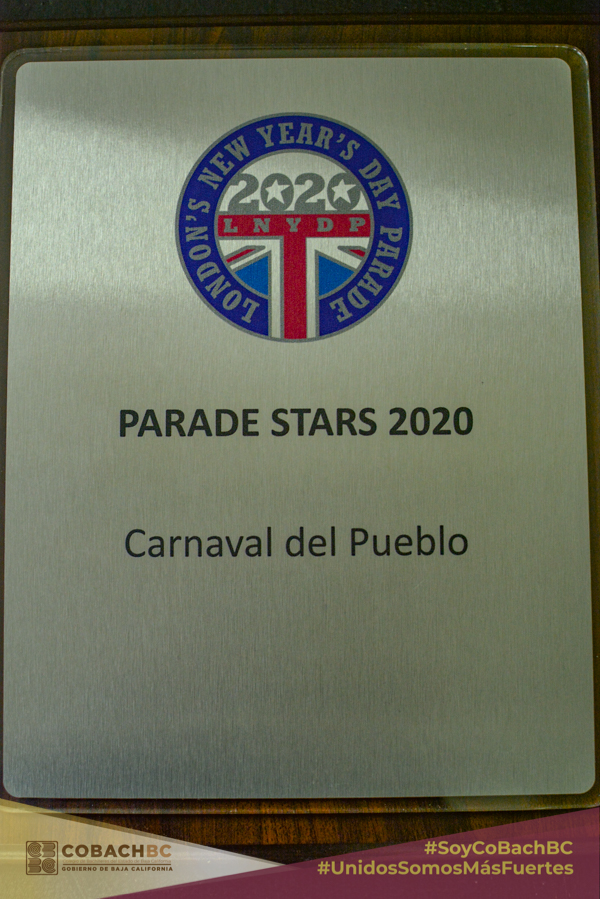 LONDON'S NEW YEAR'S DAY PARADE
2020
LNYDP
PARADE STARS 2020
Carnaval del Pueblo
COBACHBC
GOBIERNO DE BAJA CALIFORNIA
#SoyCoBachBC
#UnidosSomosMásFuertes